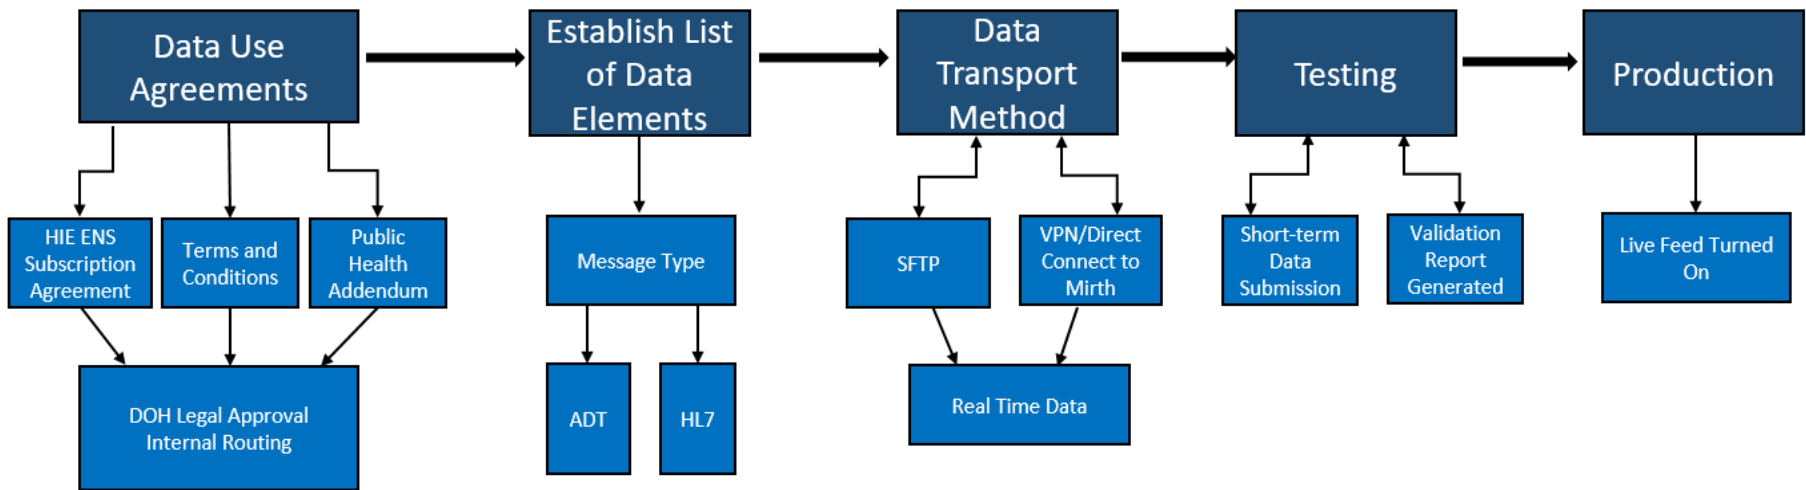 Data Use
Agreements
Establish List
of Data
Elements
Data
Transport
Method
Testing
Production
HIE ENS
Subscription
Agreement
Terms and
Conditions
Public
Health
Addendum
Message Type
SFTP
VPN/Direct
Connect to
Mirth
Short-term
Data
Submission
Validation
Report
Generated
Live Feed Turned
On
DOH Legal Approval
Internal Routing
ADT
HL7
Real Time Data